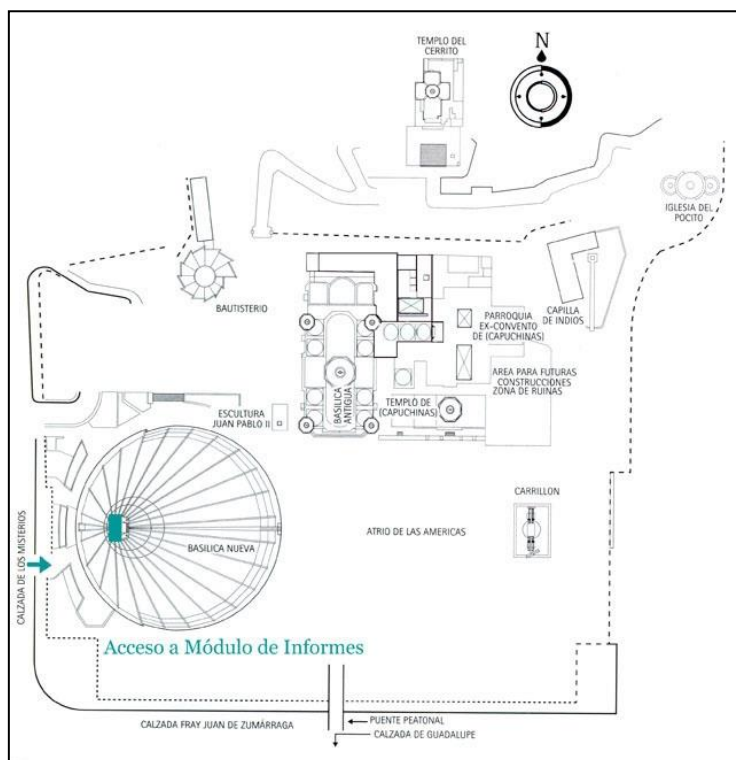 TEMPLO DEL
CERRITO
N
IGLESIA DEL
POCITO
BAUTISTERIO
PARROQUIA
EX-CONVENTO
DE (CAPUCHINAS)
CAPILLA
DE INDIOS
AREA PARA FUTURAS
CONSTRUCCIONES
ZONA DE RUINAS
ESCULTURA
JUAN PABLO II
BASILICA
ANTIGUA
TEMPLO DE
(CAPUCHINAS)
CARRILLON
CALZADA DE LOS MISTERIOS
BASILICA NUEVA
ATRIO DE LAS AMERICAS
Acceso a Módulo de Informes
CALZADA FRAY JUAN DE ZUMÁRRAGA
PUENTE PEATONAL
CALZADA DE GUADALUPE